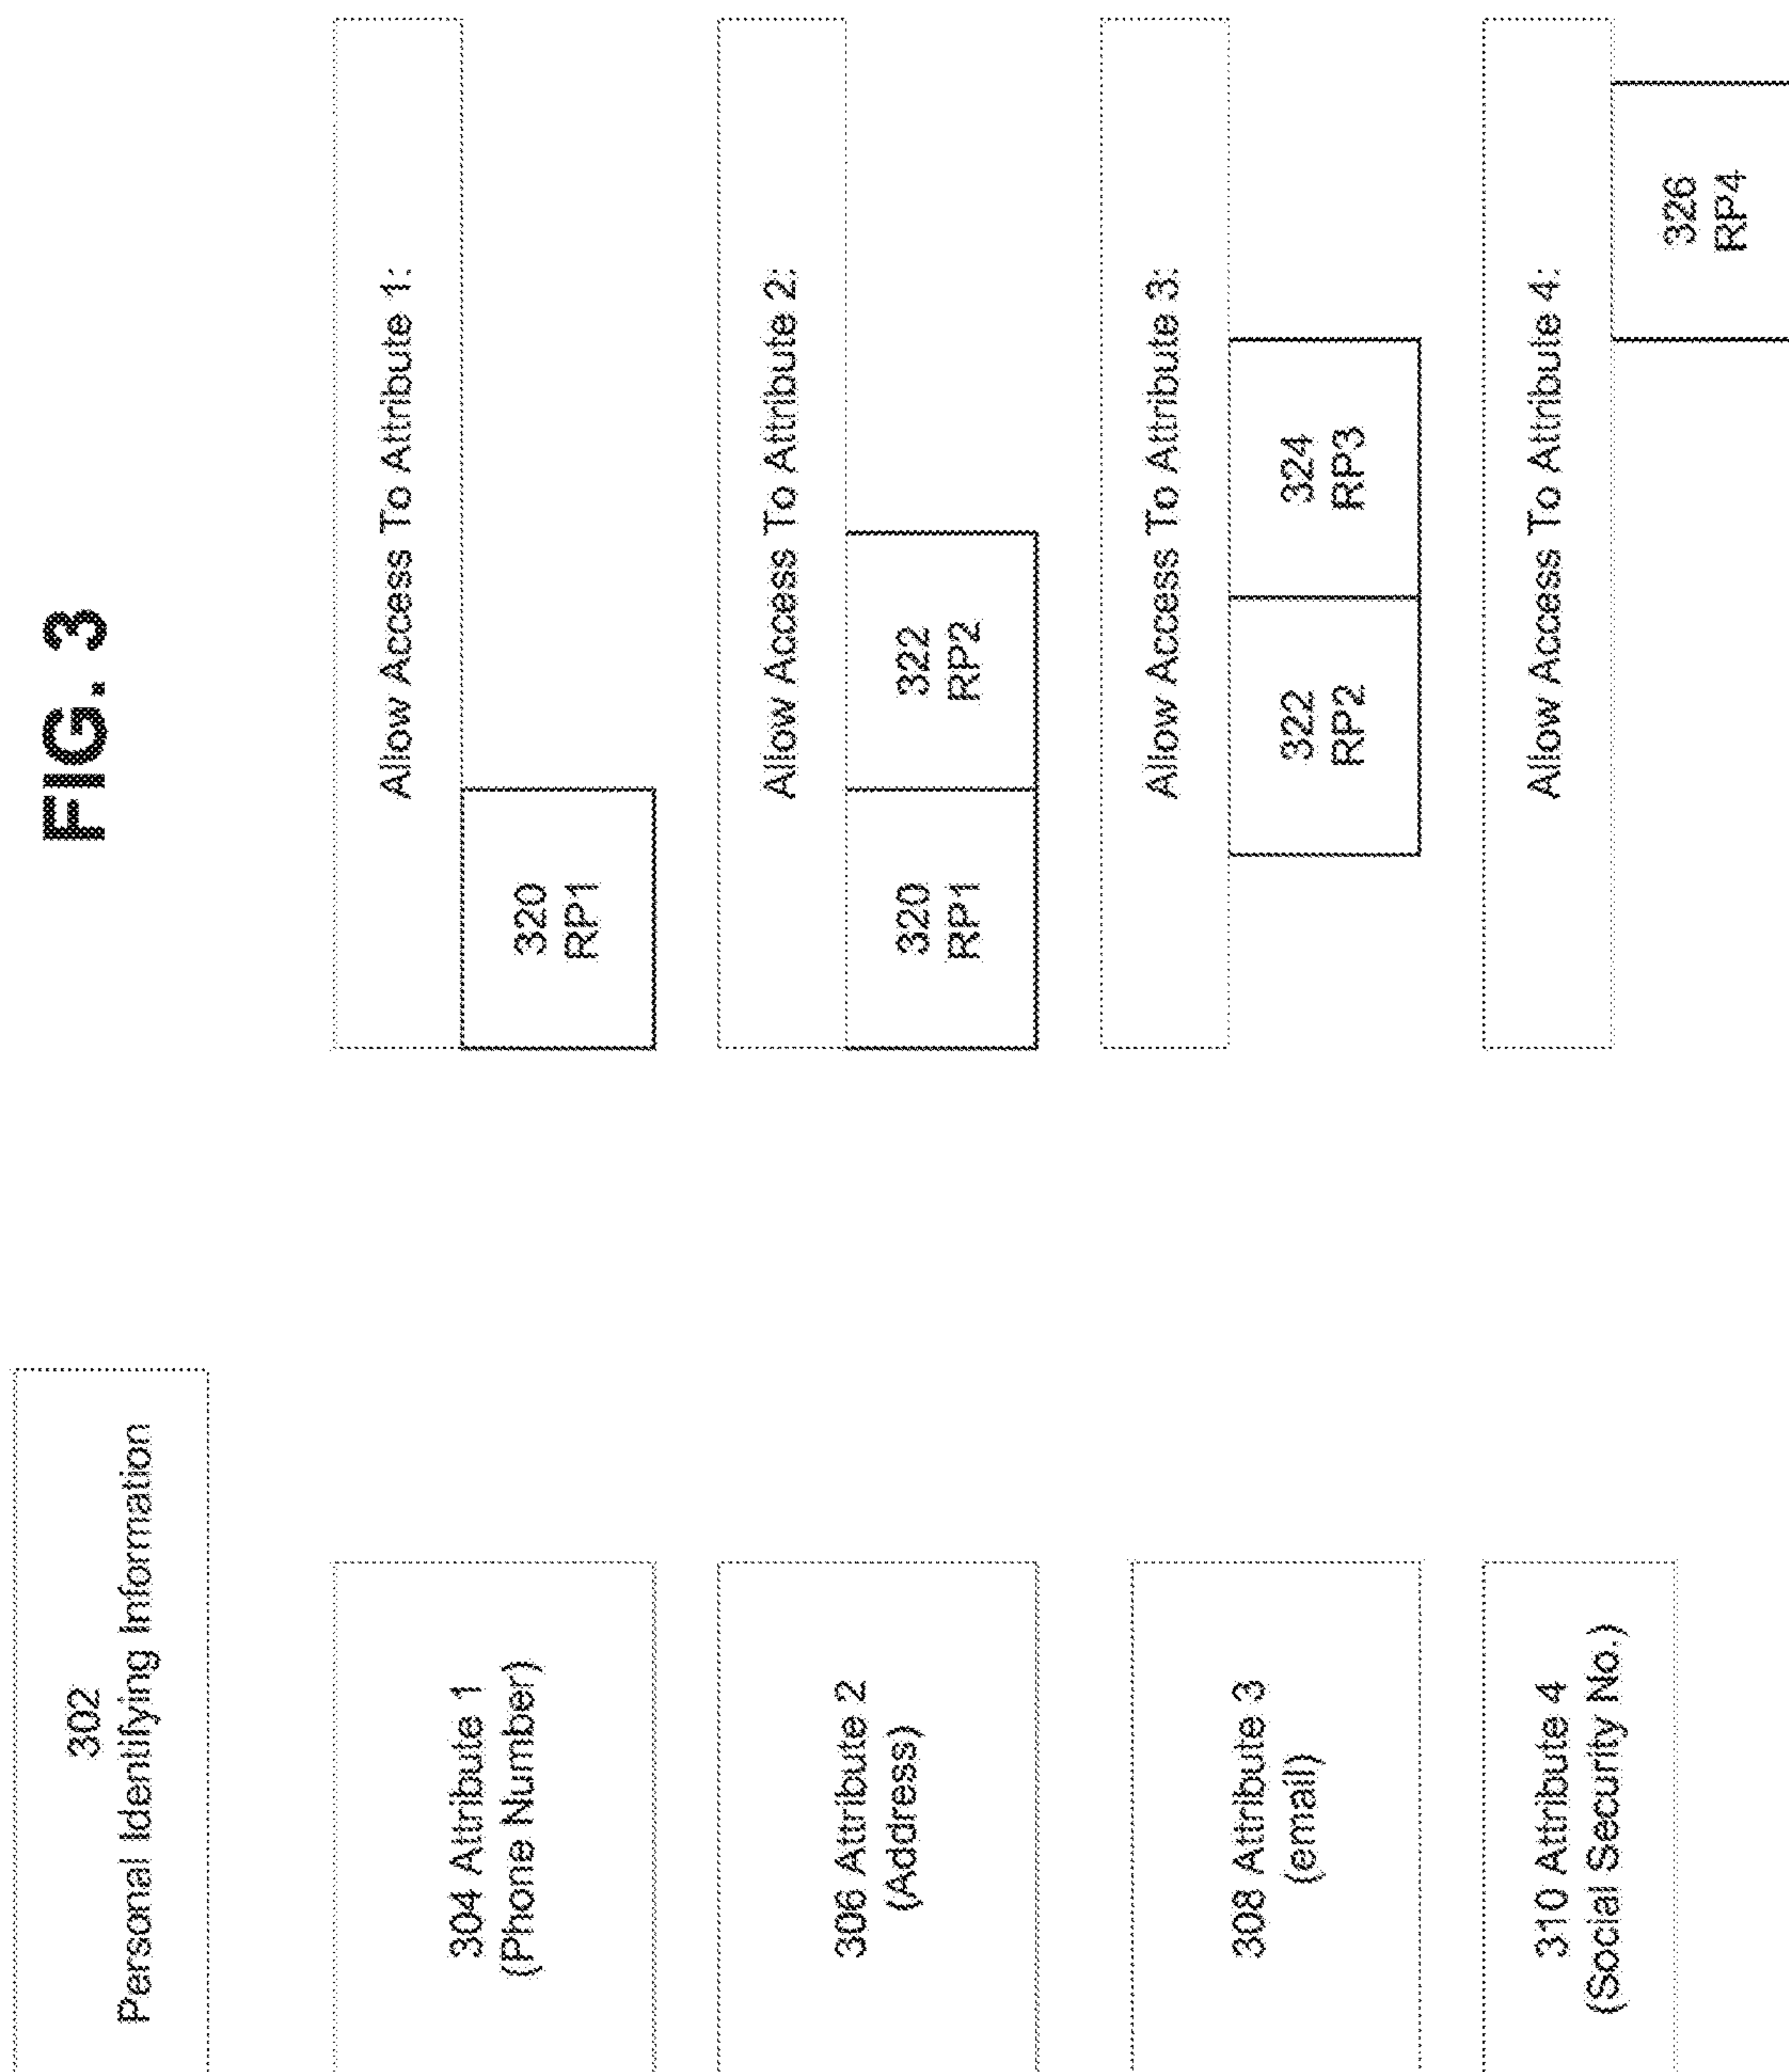 FIG. 3
302
Personal Identifying Information
304 Attribute 1
(Phone Number)
Allow Access To Attribute 1:
320
RP1
306 Attribute 2
(Address)
Allow Access To Attribute 2:
320
RP1
322
RP2
308 Attribute 3
(email)
Allow Access To Attribute 3:
322
RP2
324
RP3
310 Attribute 4
(Social Security No.)
Allow Access To Attribute 4:
326
RP4